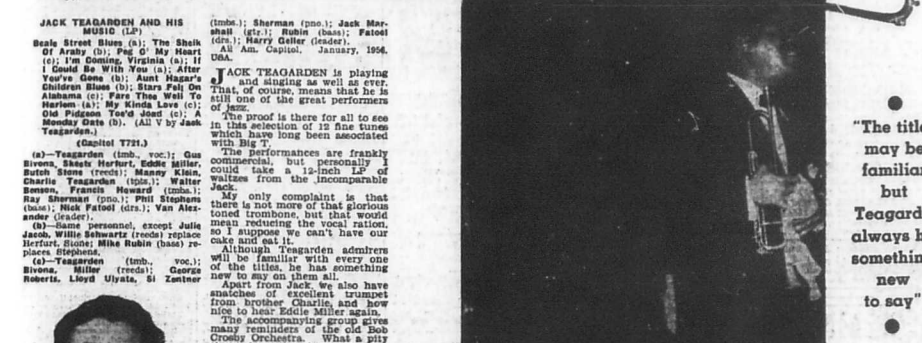 JACK TEAGARDEN AND HIS
MUSIC (LP)
Beale Street Blues (a); The Sheik
Of Araby (b); Peg O' My Heart
(c); I'm Coming, Virginia (a); If
I Could Be With You (a); After
You've Gone (b); Aunt Hagar's
Children Blues (b); Stars Fell On
Alabama (c); Fare Thee Well To
Harlem (a); My Kinda Love (c);
Old Pidgeon Toe'd Joad (c); A
Monday Date (b). (All V by Jack
Teagarden.)
(Capitol T721.)
(a)—Teagarden (tmb., voc.); Gus
Bivona, Skeets Herfurt, Eddie Miller,
Butch Stone (reeds); Manny Klein,
Charlie Teagarden (tpts.); Walter
Benson, Francis Howard (tmbs.);
Ray Sherman (pno.); Phil Stephens
(bass); Nick Fatool (drs.); Van Alex-
ander (leader).
(b)—Same personnel, except Julie
Jacob, Willie Schwartz (reeds) replace
Herfurt, Stone; Mike Rubin (bass) re-
places Stephens.
(c)—Teagarden (tmb., voc.);
Bivona, Miller (reeds); George
Roberts, Lloyd Ulyate, Si Zentner
(tmbs.); Sherman (pno.); Jack Mar-
shall (gtr.); Rubin (bass); Fatool
(drs.); Harry Geller (leader).
All Am. Capitol. January, 1956,
USA.
JACK TEAGARDEN is playing
and singing as well as ever.
That, of course, means that he is
still one of the great performers
of jazz.
The proof is there for all to see
in this selection of 12 fine tunes
which have long been associated
with Big T.
The performances are frankly
commercial, but personally I
could take a 12-inch LP of
waltzes from the incomparable
Jack.
My only complaint is that
there is not more of that glorious
toned trombone, but that would
mean reducing the vocal ration,
so I suppose we can't have our
cake and eat it.
Although Teagarden admirers
will be familiar with every one
of the titles, he has something
new to say on them all.
Apart from Jack, we also have
snatches of excellent trumpet
from brother Charlie, and how
nice to hear Eddie Miller again.
The accompanying group gives
many reminders of the old Bob
Crosby Orchestra. What a pity
"The title
may be
familiar
but
Teagard
always h
somethin
new
to say"